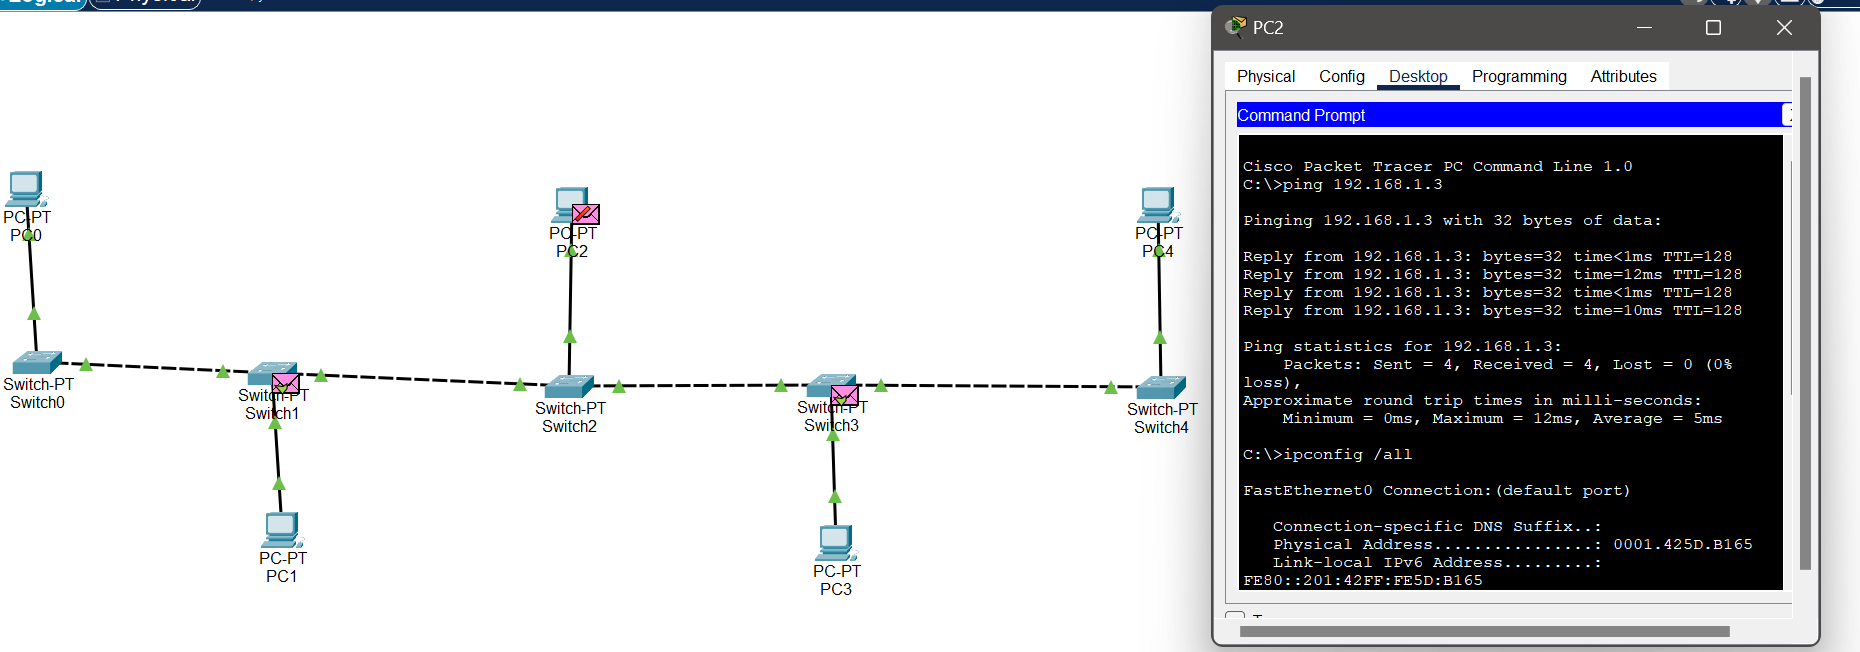 Logical
Physical
PC-PT
PC0
PC-PT
PC2
PC-PT
PC4
Switch-PT
Switch0
Switch-PT
Switch1
Switch-PT
Switch2
Switch-PT
Switch3
Switch-PT
Switch4
PC-PT
PC1
PC-PT
PC3
PC2
Physical Config Desktop Programming Attributes
Command Prompt
Cisco Packet Tracer PC Command Line 1.0
C:\>ping 192.168.1.3
Pinging 192.168.1.3 with 32 bytes of data:
Reply from 192.168.1.3: bytes=32 time<1ms TTL=128
Reply from 192.168.1.3: bytes=32 time=12ms TTL=128
Reply from 192.168.1.3: bytes=32 time<1ms TTL=128
Reply from 192.168.1.3: bytes=32 time=10ms TTL=128
Ping statistics for 192.168.1.3:
Packets: Sent = 4, Received = 4, Lost = 0 (0%
loss),
Approximate round trip times in milli-seconds:
Minimum = 0ms, Maximum = 12ms, Average = 5ms
C:\>ipconfig /all
FastEthernet0 Connection:(default port)
Connection-specific DNS Suffix..:
Physical Address................: 0001.425D.B165
Link-local IPv6 Address.........:
FE80::201:42FF:FE5D:B165